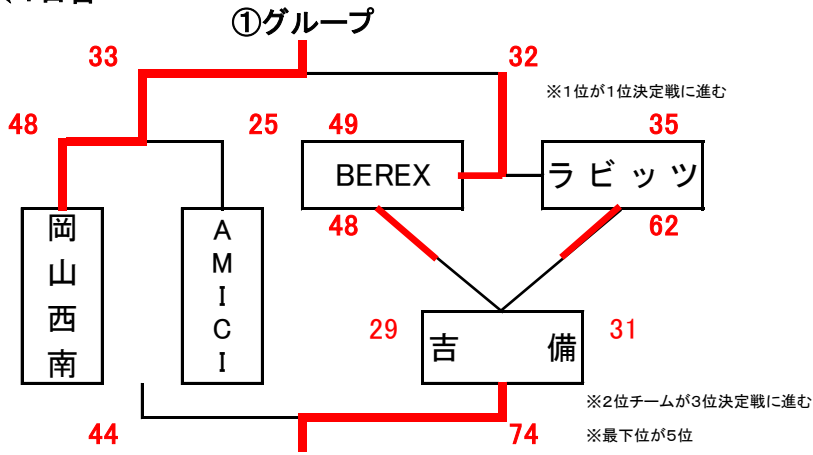 ①グループ
33 32
※1位が1位決定戦に進む
48 25 49 35
BEREX ラビッツ
48 62
岡山西南
AMICI
29 吉備 31
※2位チームが3位決定戦に進む
44 74 ※最下位が5位